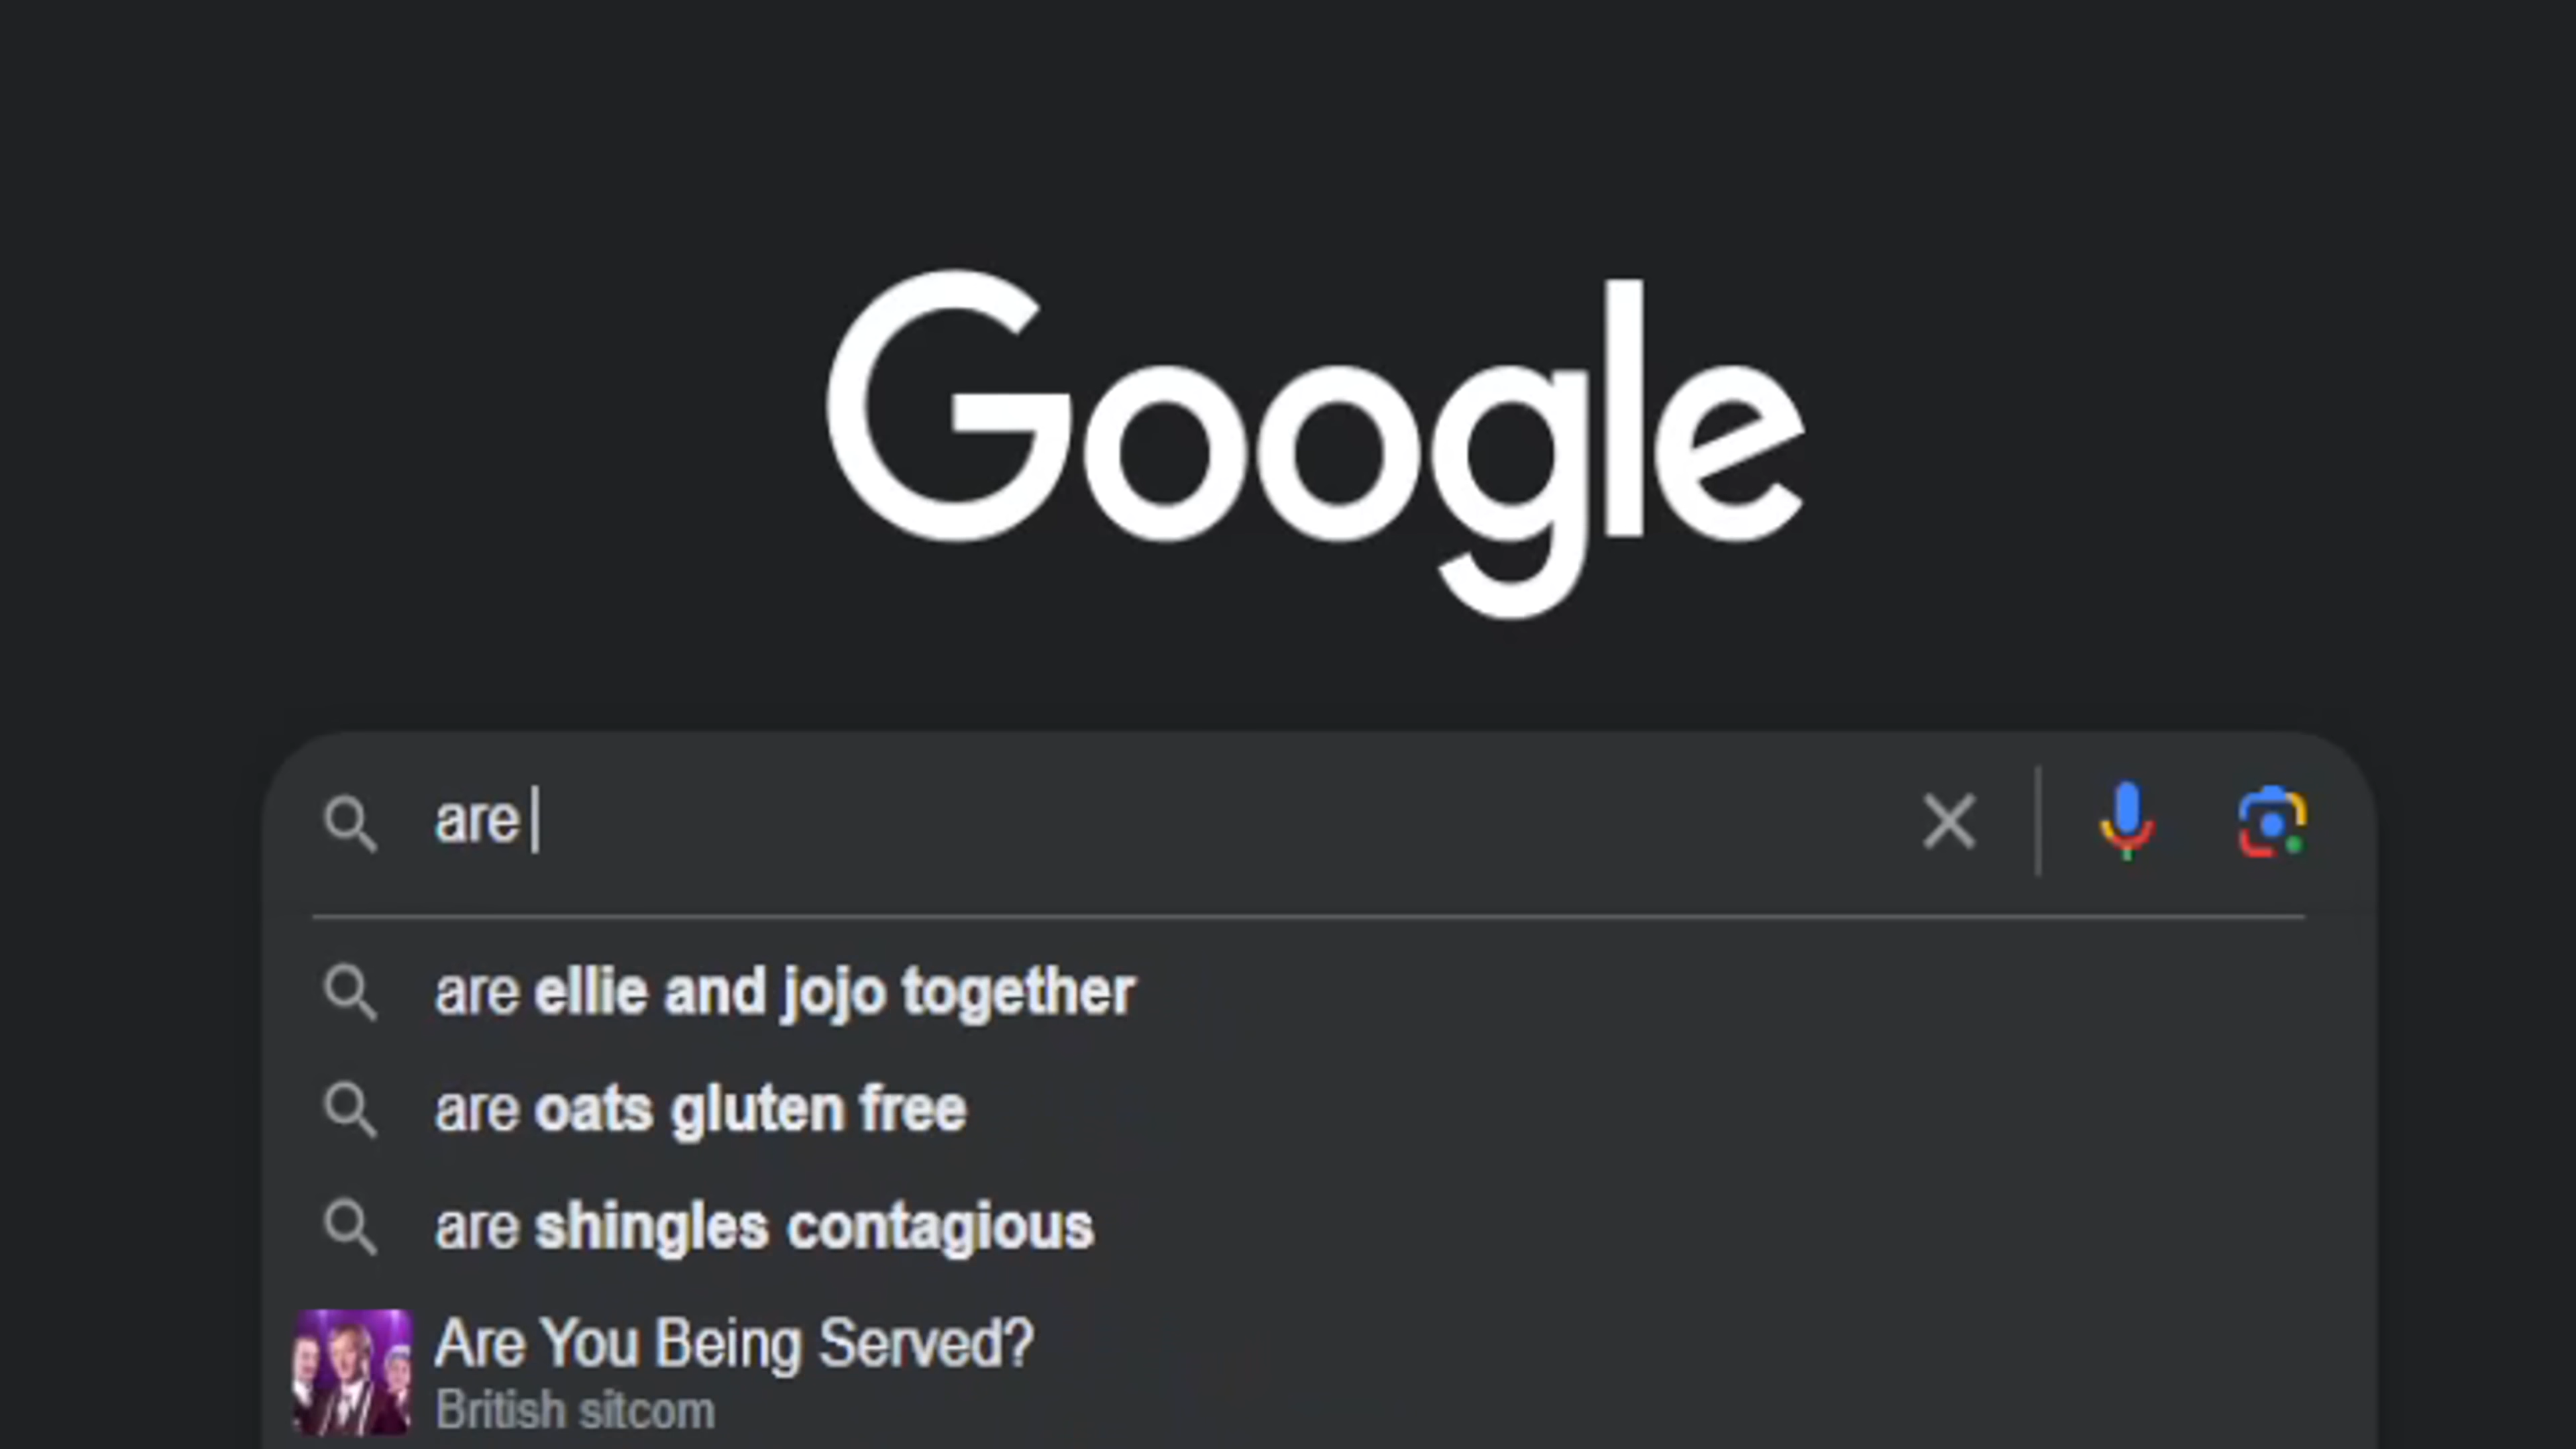 Google
are
are ellie and jojo together
are oats gluten free
are shingles contagious
Are You Being Served?
British sitcom